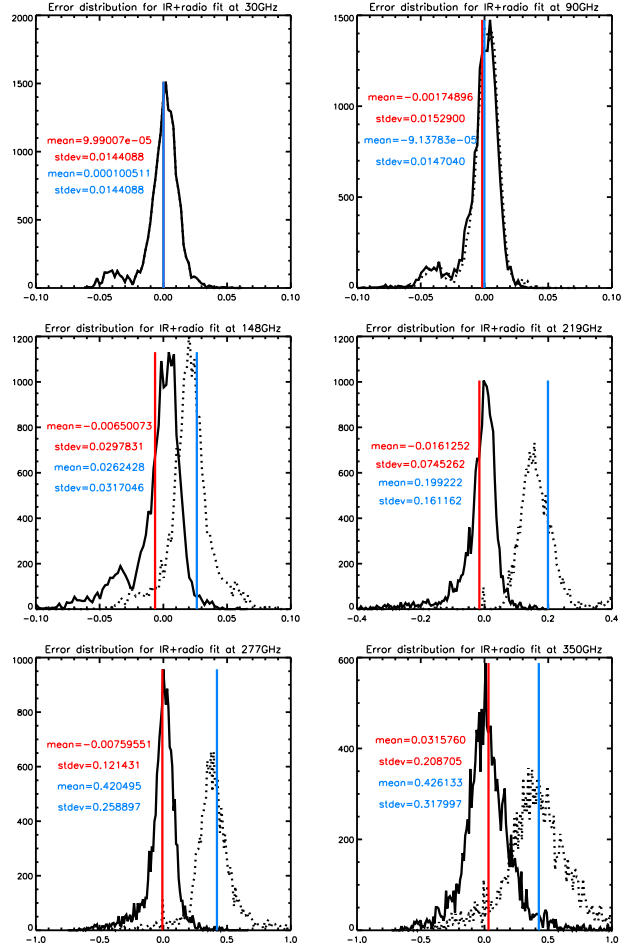 Error distribution for IR+radio fit at 30GHz
2000
1500
1000
500
0
mean=9.99007e-05
stdev=0.0144088
mean=0.000100511
stdev=0.0144088
-0.10
-0.05
0.00
0.05
0.10
Error distribution for IR+radio fit at 90GHz
1500
1000
500
0
mean=-0.00174896
stdev=0.0152900
mean=-9.13783e-05
stdev=0.0147040
-0.10
-0.05
0.00
0.05
0.10
Error distribution for IR+radio fit at 148GHz
1200
1000
800
600
400
200
0
mean=-0.00650073
stdev=0.0297831
mean=0.0262428
stdev=0.0317046
-0.10
-0.05
0.00
0.05
0.10
Error distribution for IR+radio fit at 219GHz
1200
1000
800
600
400
200
0
mean=-0.0161252
stdev=0.0745262
mean=0.199222
stdev=0.161162
-0.4
-0.2
0.0
0.2
0.4
Error distribution for IR+radio fit at 277GHz
1000
800
600
400
200
0
mean=-0.00759551
stdev=0.121431
mean=0.420495
stdev=0.258897
-1.0
-0.5
0.0
0.5
1.0
Error distribution for IR+radio fit at 350GHz
600
400
200
0
mean=0.0315760
stdev=0.208705
mean=0.426133
stdev=0.317997
-1.0
-0.5
0.0
0.5
1.0